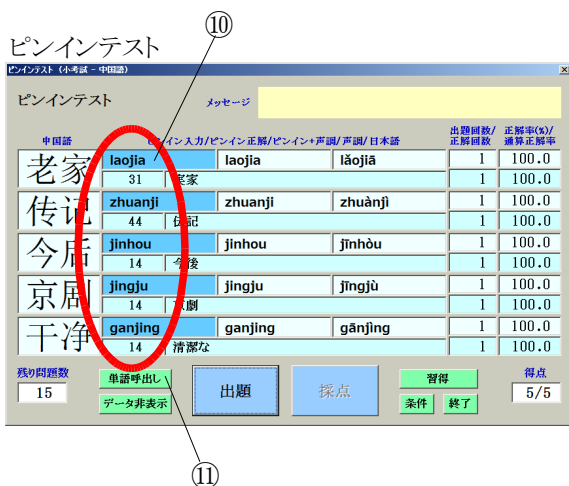 ⑩
ピンインテスト
ピンインテスト (小考試 - 中国語)
ピンインテスト メッセージ
中国語 ピンイン入力/ピンイン正解/ピンイン+声調/声調/日本語 出題回数/正解回数 正解率(%)/通算正解率
老家 laojia laojia lǎojiā 1 100.0
31 実家 1 100.0
传记 zhuanji zhuanji zhuànjì 1 100.0
44 伝記 1 100.0
今后 jinhou jinhou jīnhòu 1 100.0
14 今後 1 100.0
京剧 jingju jingju jīngjù 1 100.0
14 京劇 1 100.0
干净 ganjing ganjing gānjìng 1 100.0
14 清潔な 1 100.0
残り問題数 単語呼出し 出題 採点 習得 得点
15 データ非表示 条件 終了 5/5
⑪